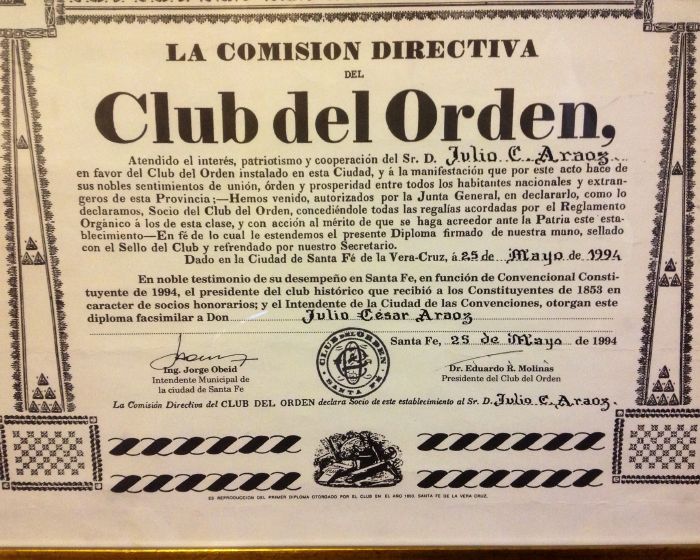 LA COMISION DIRECTIVA
DEL
Club del Orden,
Atendido el interés, patriotismo y cooperación del Sr. D. Julio C. Araoz
en favor del Club del Orden instalado en esta Ciudad, y á la manifestación que por este acto hace de
sus nobles sentimientos de unión, órden y prosperidad entre todos los habitantes nacionales y extran-
geros de esta Provincia;—Hemos venido, autorizados por la Junta General, en declararlo, como lo
declaramos, Socio del Club del Orden, concediéndole todas las regalías acordadas por el Reglamento
Orgánico á los de esta clase, y con acción al mérito de que se haga acreedor ante la Patria este esta-
blecimiento—En fé de lo cual le estendemos el presente Diploma firmado de nuestra mano, sellado
con el Sello del Club y refrendado por nuestro Secretario.
Dado en la Ciudad de Santa Fé de la Vera-Cruz, á 25 de Mayo de 1994
En noble testimonio de su desempeño en Santa Fe, en función de Convencional Consti-
tuyente de 1994, el presidente del club histórico que recibió a los Constituyentes de 1853 en
caracter de socios honorarios; y el Intendente de la Ciudad de las Convenciones, otorgan este
diploma facsimilar a Don Julio César Araoz
Santa Fe, 25 de Mayo de 1994
CLUB DEL ORDEN
SANTA FE
Ing. Jorge Obeid
Intendente Municipal de
la ciudad de Santa Fe
Dr. Eduardo R. Molinas
Presidente del Club del Orden
La Comisión Directiva del CLUB DEL ORDEN declara Socio de este establecimiento al Sr. D. Julio C. Araoz
ES REPRODUCCION DEL PRIMER DIPLOMA OTORGADO POR EL CLUB EN EL AÑO 1853. SANTA FE DE LA VERA CRUZ.